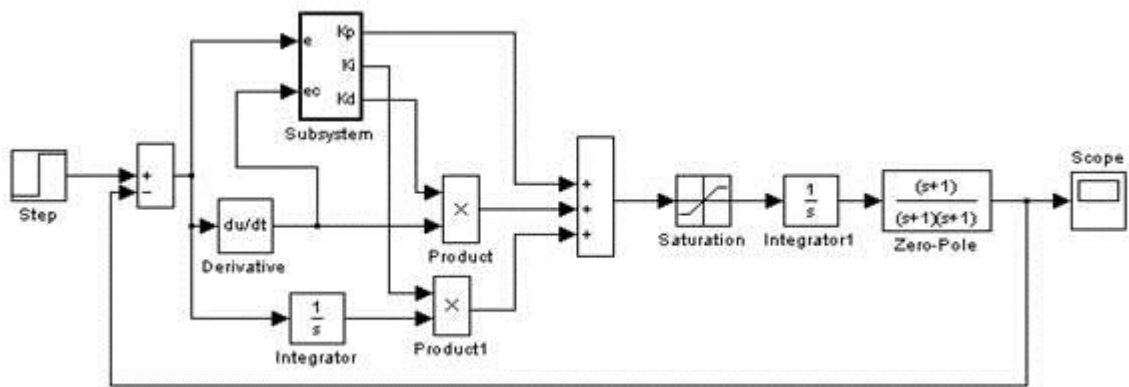 e
ec
Kp
Ki
Kd
Subsystem
Step
+
−
du/dt
Derivative
1
s
Integrator
×
Product
×
Product1
+
+
+
Saturation
1
s
Integrator1
(s+1)
(s+1)(s+1)
Zero-Pole
Scope